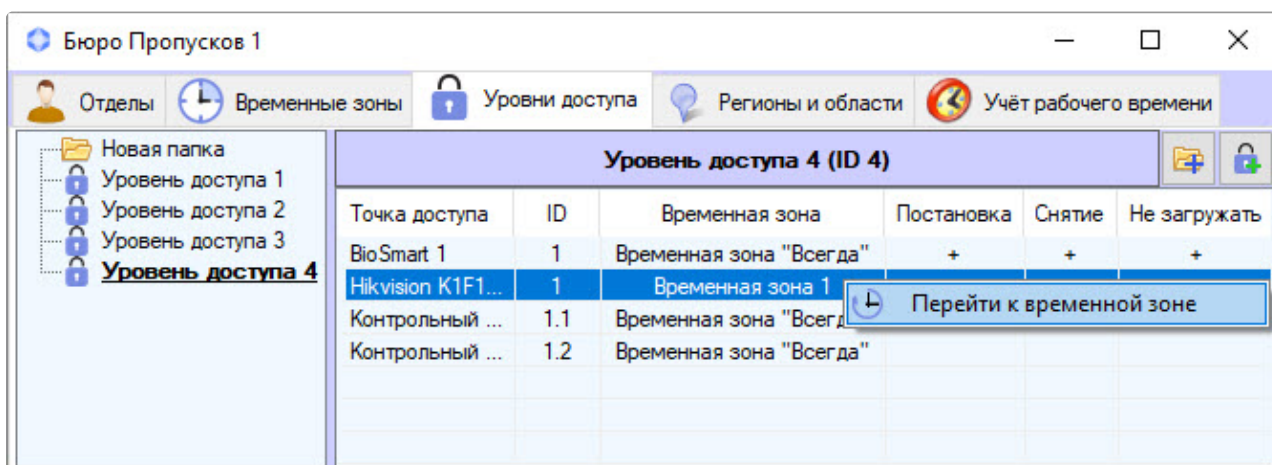 Бюро Пропусков 1
Отделы Временные зоны Уровни доступа Регионы и области Учёт рабочего времени
Новая папка
Уровень доступа 1
Уровень доступа 2
Уровень доступа 3
Уровень доступа 4
Уровень доступа 4 (ID 4)
Точка доступа ID Временная зона Постановка Снятие Не загружать
BioSmart 1 1 Временная зона "Всегда" + + +
Hikvision K1F1... 1 Временная зона 1
Перейти к временной зоне
Контрольный ... 1.1 Временная зона
Контрольный ... 1.2 Временная зона "Всегда"